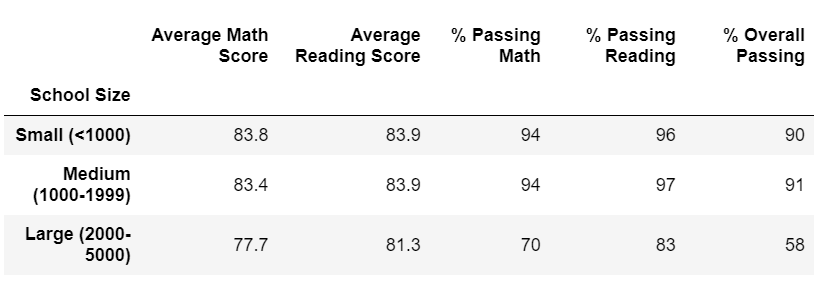 Average Math Score Average Reading Score % Passing Math % Passing Reading % Overall Passing
School Size
Small (<1000) 83.8 83.9 94 96 90
Medium (1000-1999) 83.4 83.9 94 97 91
Large (2000-5000) 77.7 81.3 70 83 58